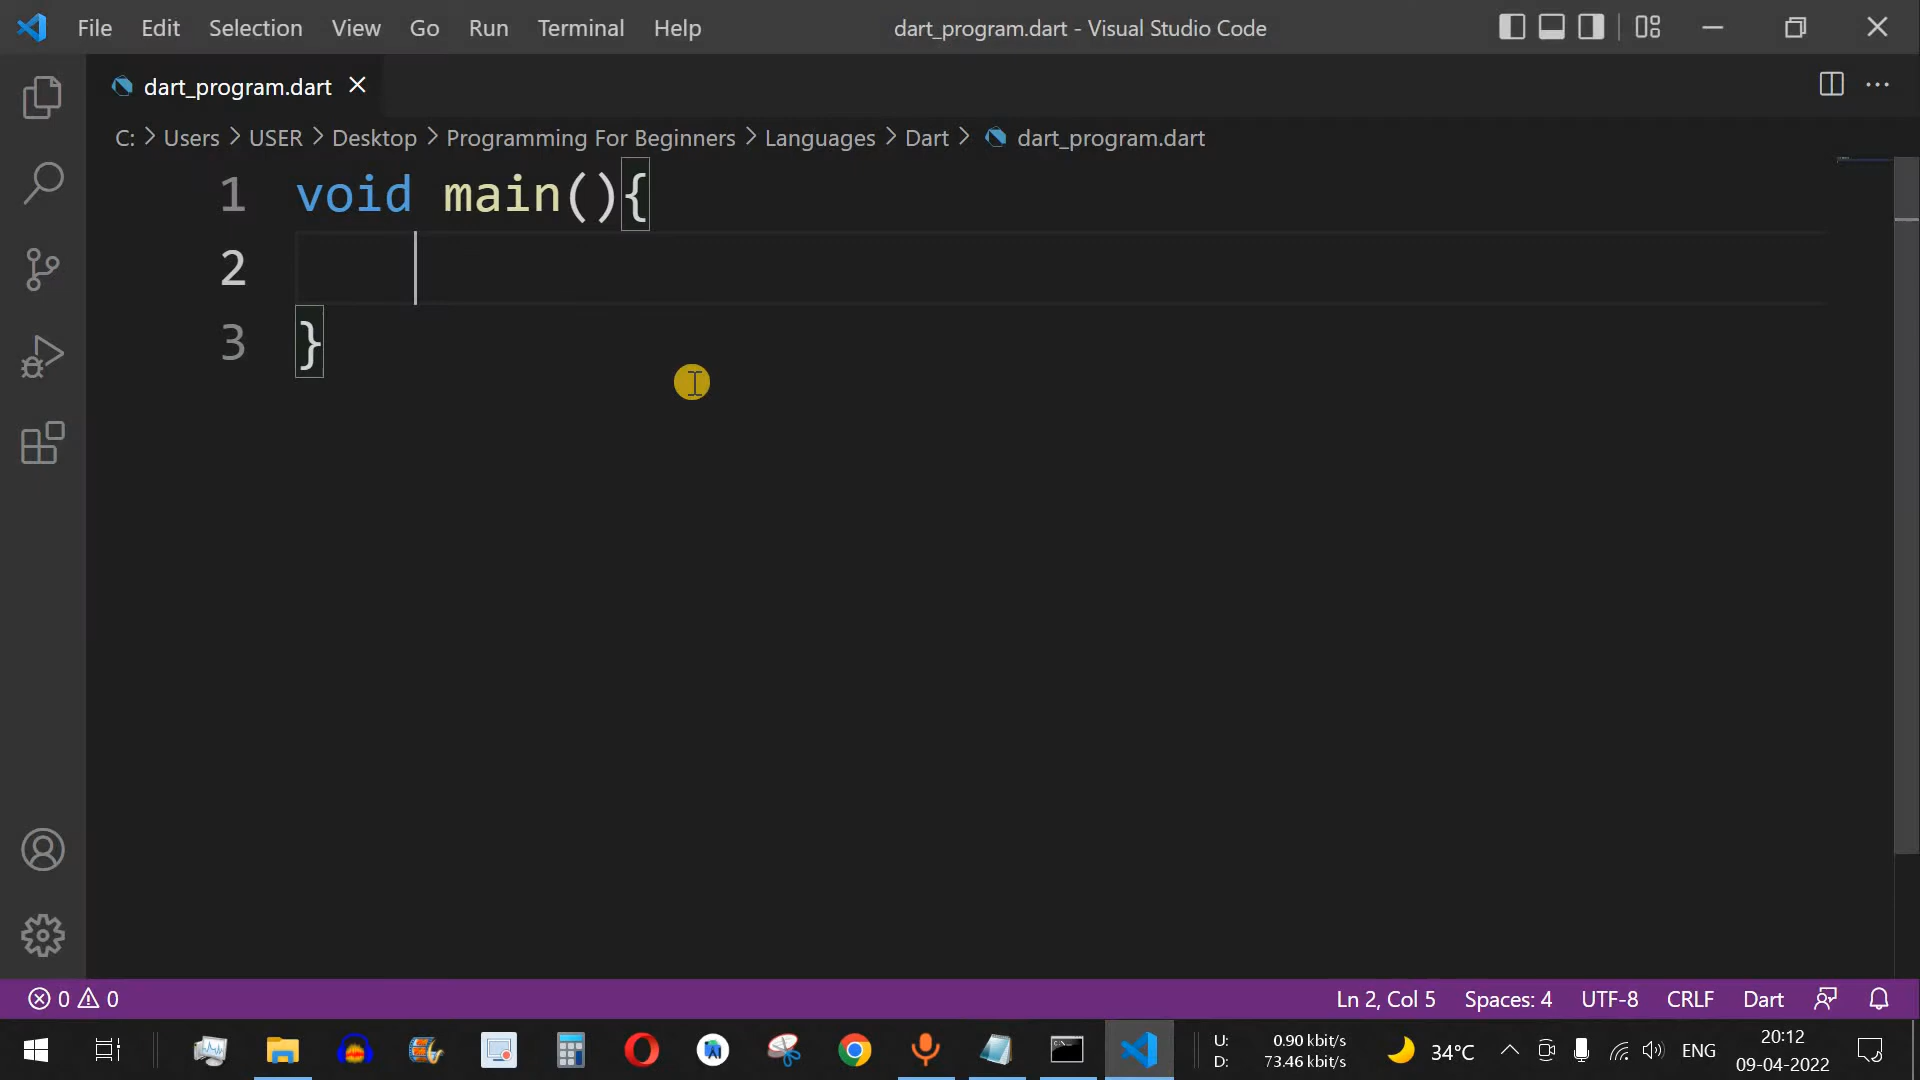 File Edit Selection View Go Run Terminal Help dart_program.dart - Visual Studio Code
dart_program.dart
C: > Users > USER > Desktop > Programming For Beginners > Languages > Dart > dart_program.dart
1 void main(){
2
3 }
0 0 Ln 2, Col 5 Spaces: 4 UTF-8 CRLF Dart
U: 0.90 kbit/s
D: 73.46 kbit/s
34°C ENG
20:12
09-04-2022